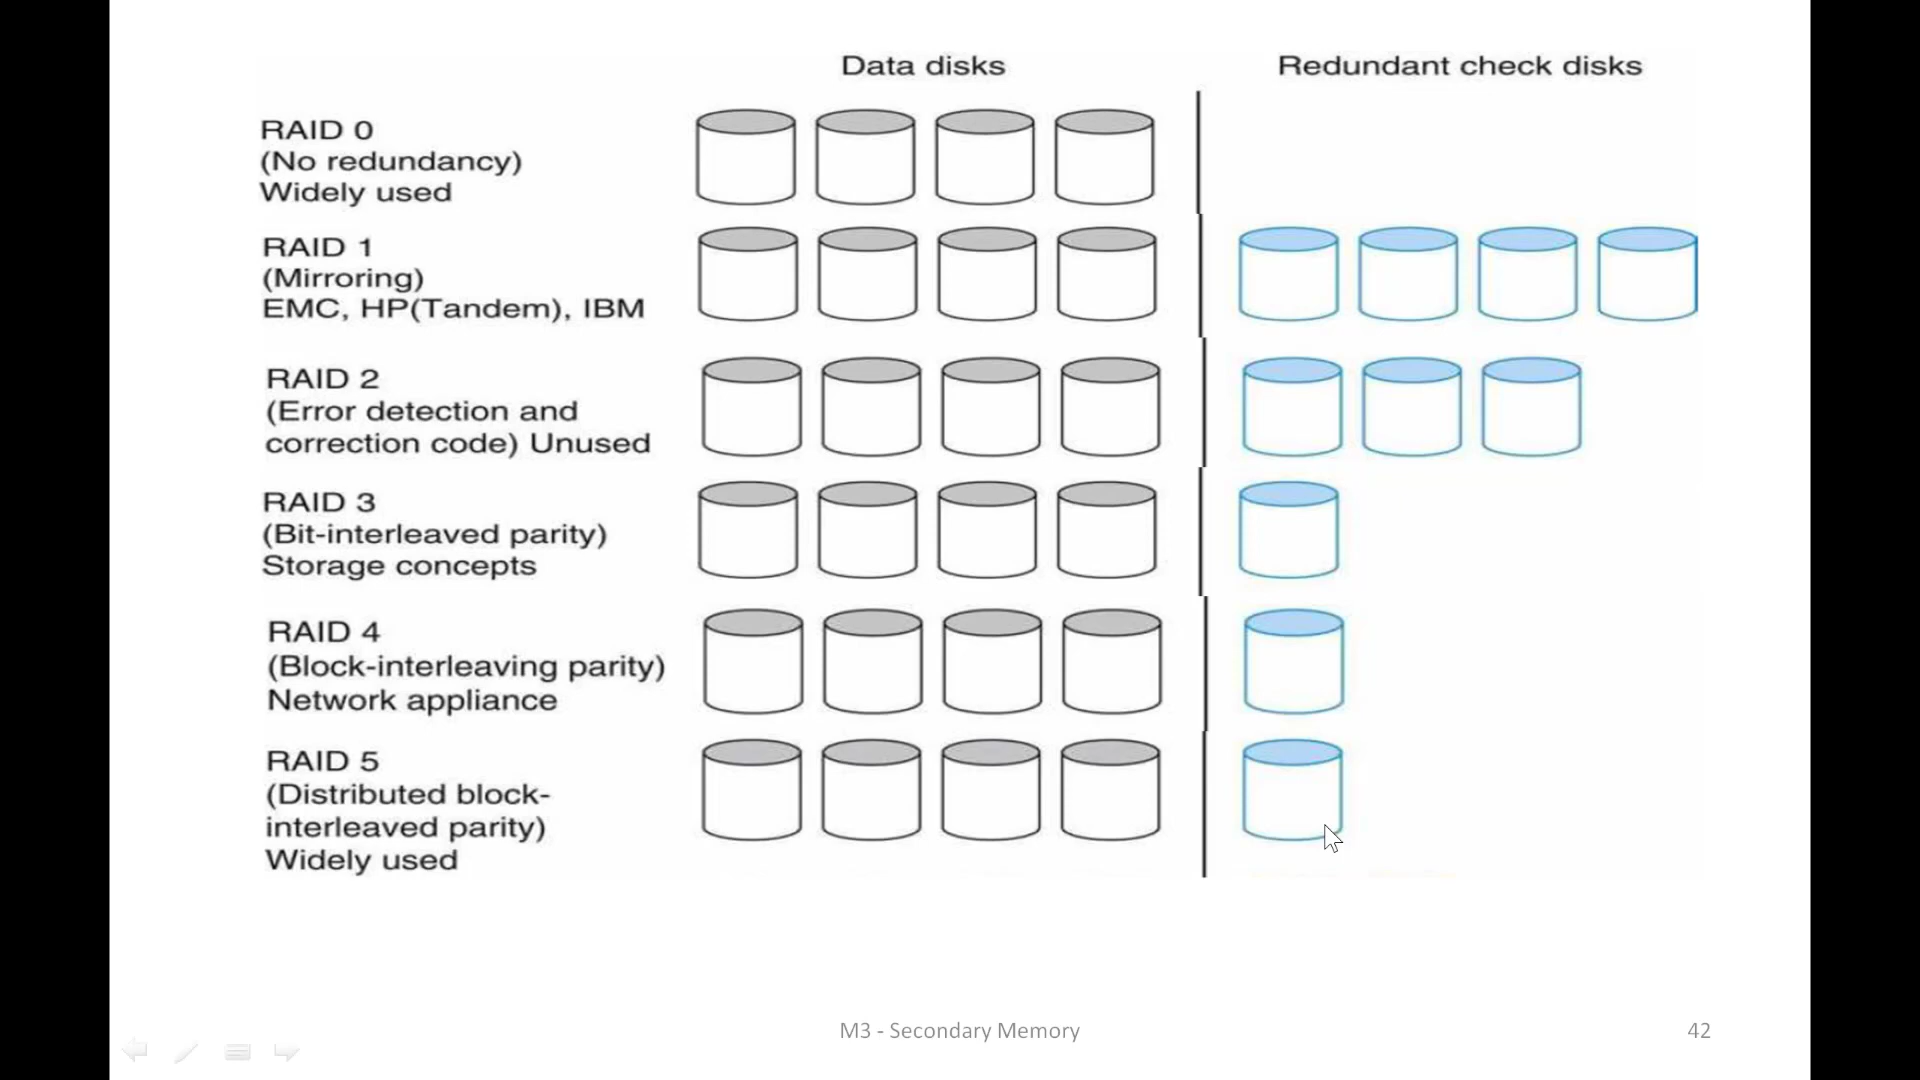 Data disks
Redundant check disks
RAID 0
(No redundancy)
Widely used
RAID 1
(Mirroring)
EMC, HP(Tandem), IBM
RAID 2
(Error detection and
correction code) Unused
RAID 3
(Bit-interleaved parity)
Storage concepts
RAID 4
(Block-interleaving parity)
Network appliance
RAID 5
(Distributed block-
interleaved parity)
Widely used
M3 - Secondary Memory
42